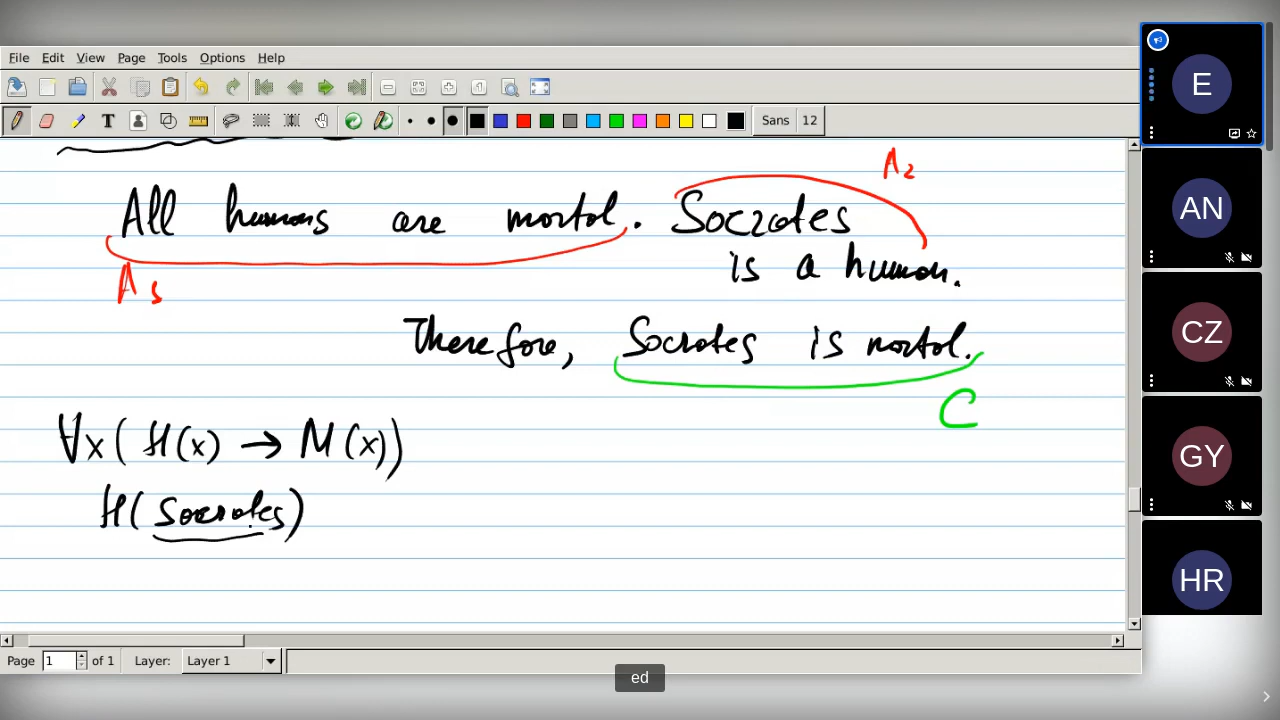 File Edit View Page Tools Options Help
Sans 12
A2
All humans are mortal. Socrates
is a human.
A1
Therefore, Socrates is mortal.
C
∀x ( H(x) → M(x))
H( Socrates )
Page 1 of 1 Layer: Layer 1
ed
E
AN
CZ
GY
HR